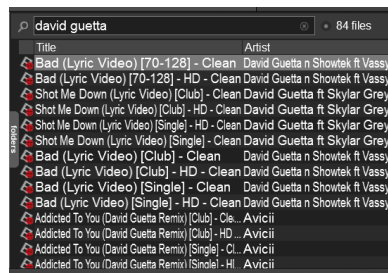 david guetta
84 files
Title Artist
Bad (Lyric Video) [70-128] - Clean David Guetta n Showtek ft Vassy
Bad (Lyric Video) [70-128] - HD - Clean David Guetta n Showtek ft Vassy
Shot Me Down (Lyric Video) [Club] - Clean David Guetta ft Skylar Grey
Shot Me Down (Lyric Video) [Club] - HD - Clean David Guetta ft Skylar Grey
Shot Me Down (Lyric Video) [Single] - HD - Clean David Guetta ft Skylar Grey
Shot Me Down (Lyric Video) [Single] - Clean David Guetta ft Skylar Grey
Bad (Lyric Video) [Club] - Clean David Guetta n Showtek ft Vassy
Bad (Lyric Video) [Club] - HD - Clean David Guetta n Showtek ft Vassy
Bad (Lyric Video) [Single] - Clean David Guetta n Showtek ft Vassy
Bad (Lyric Video) [Single] - HD - Clean David Guetta n Showtek ft Vassy
Addicted To You (David Guetta Remix) [Club] - Cle... Avicii
Addicted To You (David Guetta Remix) [Club] - HD ... Avicii
Addicted To You (David Guetta Remix) [Single] - Cl... Avicii
Addicted To You (David Guetta Remix) [Single] - HI... Avicii
folders